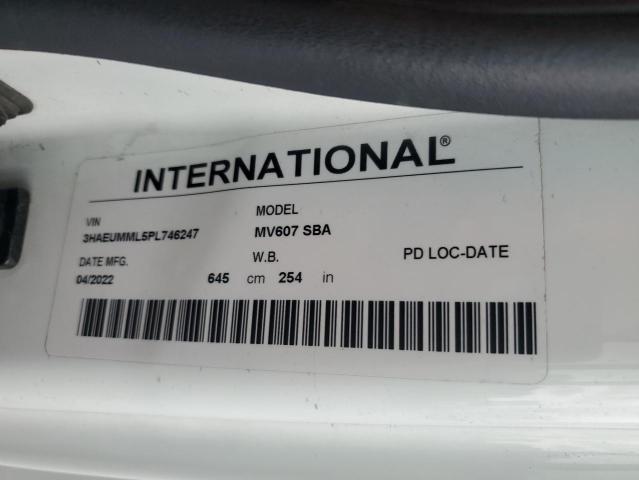 INTERNATIONAL®
VIN MODEL
3HAEUMML5PL746247 MV607 SBA
DATE MFG. W.B. PD LOC-DATE
04/2022 645 cm 254 in